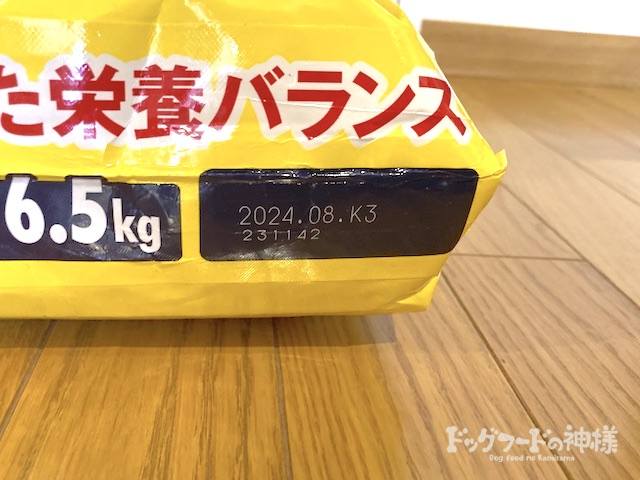 た栄養バランス
6.5kg
2024.08.K3
231142
ドッグフードの神様
Dog Food no Kamisama